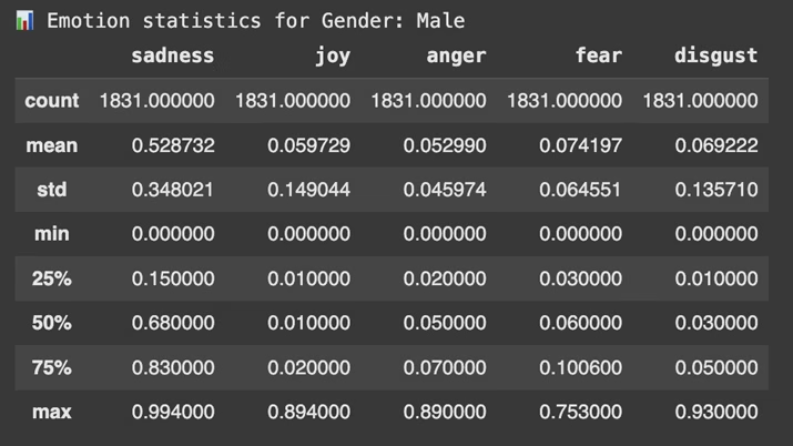 📊 Emotion statistics for Gender: Male
sadness joy anger fear disgust
count 1831.000000 1831.000000 1831.000000 1831.000000 1831.000000
mean 0.528732 0.059729 0.052990 0.074197 0.069222
std 0.348021 0.149044 0.045974 0.064551 0.135710
min 0.000000 0.000000 0.000000 0.000000 0.000000
25% 0.150000 0.010000 0.020000 0.030000 0.010000
50% 0.680000 0.010000 0.050000 0.060000 0.030000
75% 0.830000 0.020000 0.070000 0.100600 0.050000
max 0.994000 0.894000 0.890000 0.753000 0.930000